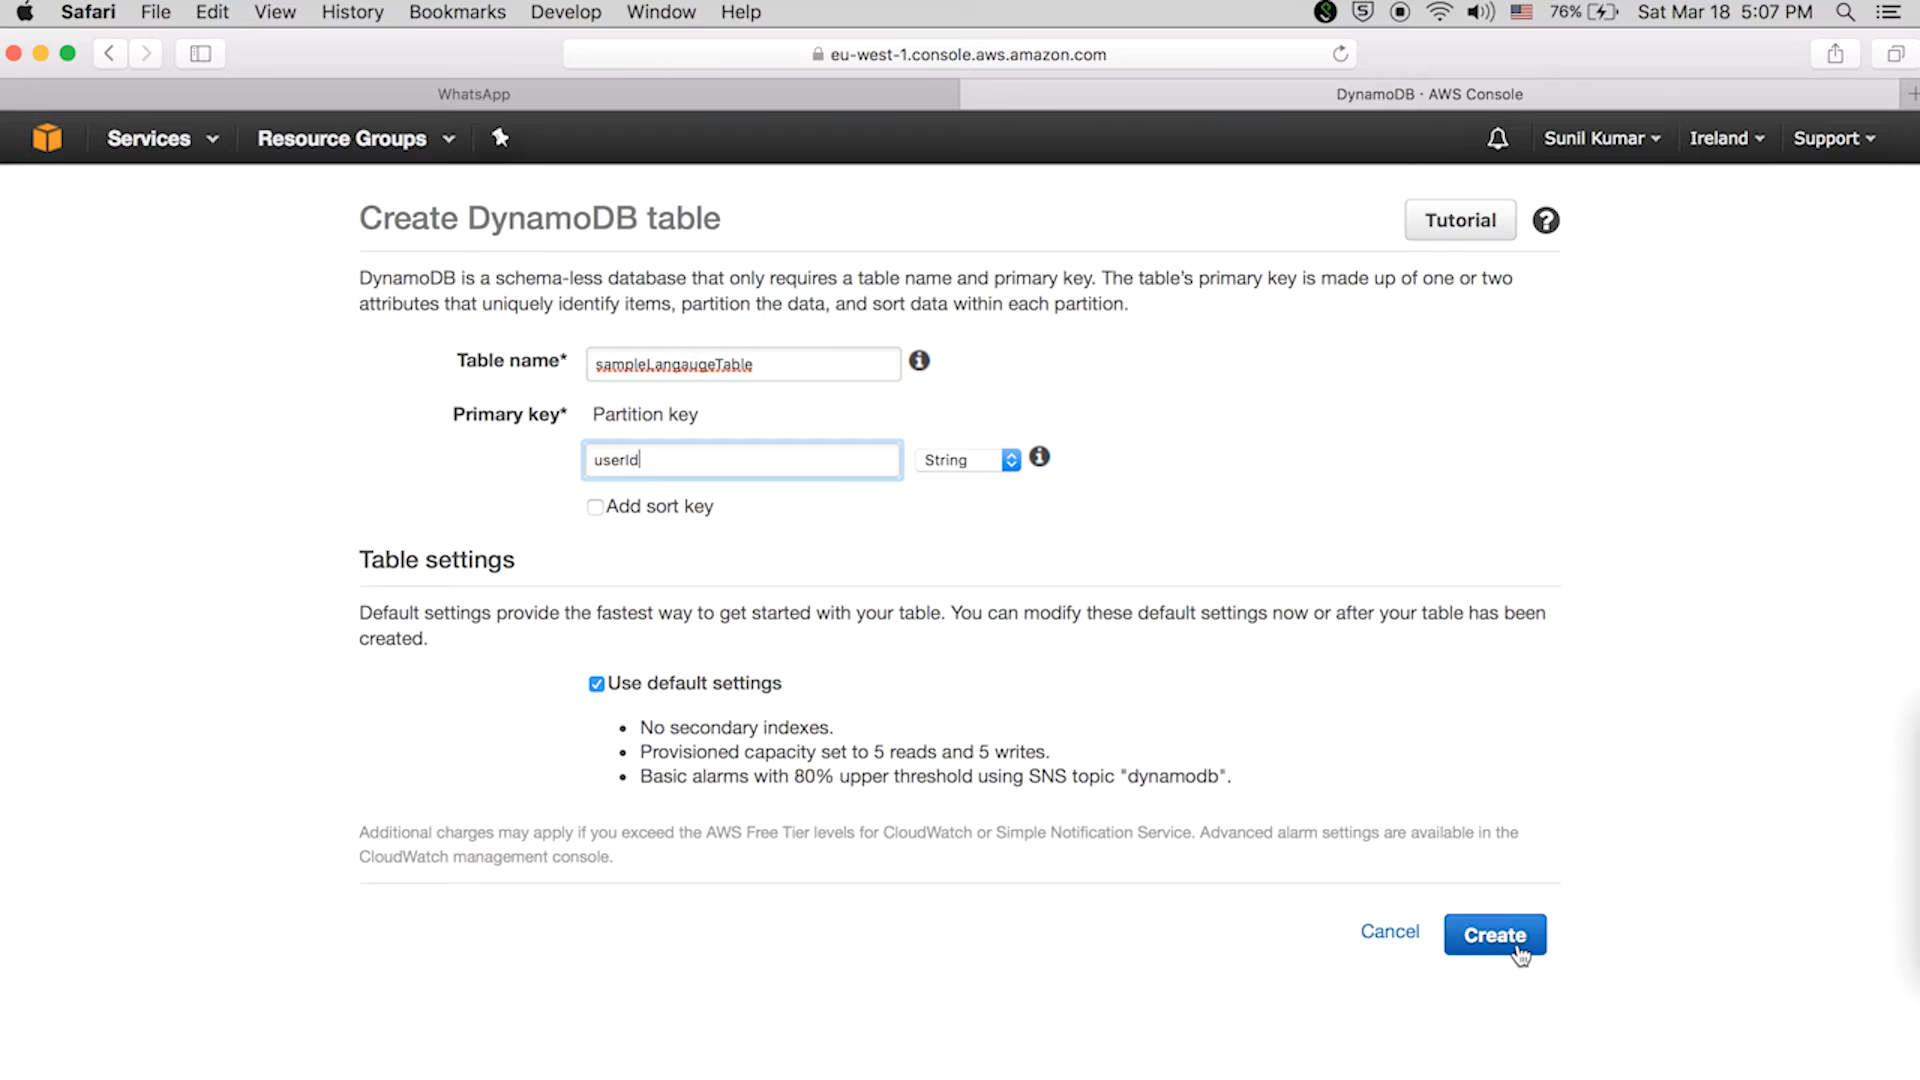 Safari File Edit View History Bookmarks Develop Window Help 76% Sat Mar 18 5:07 PM
eu-west-1.console.aws.amazon.com
WhatsApp DynamoDB · AWS Console
Services Resource Groups Sunil Kumar Ireland Support
Create DynamoDB table Tutorial
DynamoDB is a schema-less database that only requires a table name and primary key. The table's primary key is made up of one or two
attributes that uniquely identify items, partition the data, and sort data within each partition.
Table name* sampleLangaugeTable
Primary key* Partition key
userId String
Add sort key
Table settings
Default settings provide the fastest way to get started with your table. You can modify these default settings now or after your table has been
created.
Use default settings
• No secondary indexes.
• Provisioned capacity set to 5 reads and 5 writes.
• Basic alarms with 80% upper threshold using SNS topic "dynamodb".
Additional charges may apply if you exceed the AWS Free Tier levels for CloudWatch or Simple Notification Service. Advanced alarm settings are available in the
CloudWatch management console.
Cancel Create